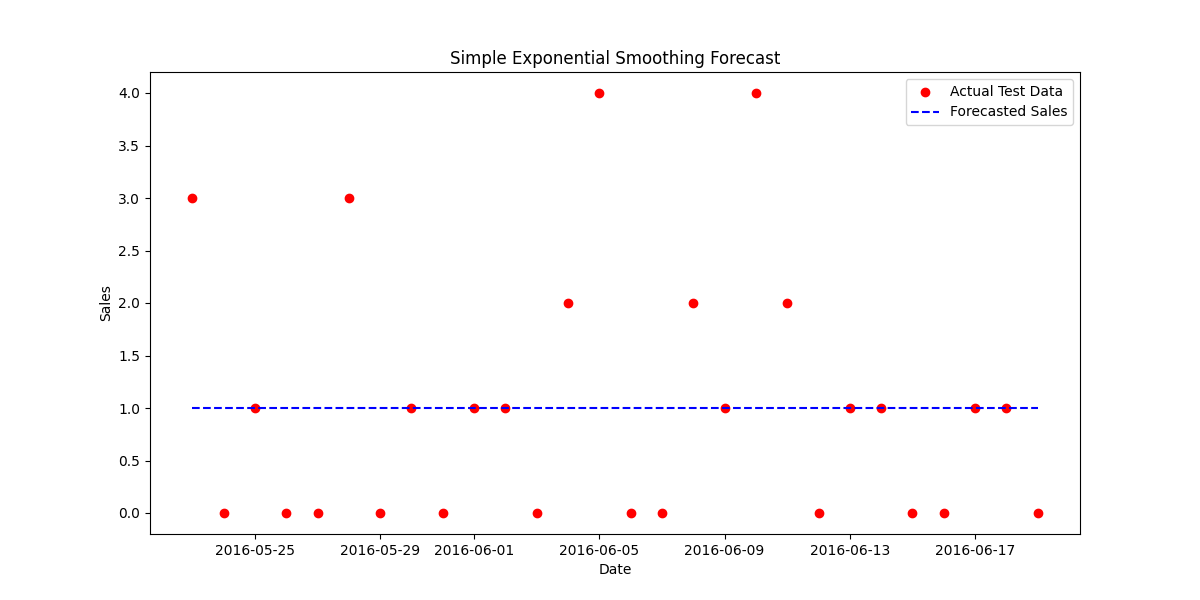 Simple Exponential Smoothing Forecast
Actual Test Data
Forecasted Sales
4.0
3.5
3.0
2.5
2.0
1.5
1.0
0.5
0.0
Sales
2016-05-25 2016-05-29 2016-06-01 2016-06-05 2016-06-09 2016-06-13 2016-06-17
Date